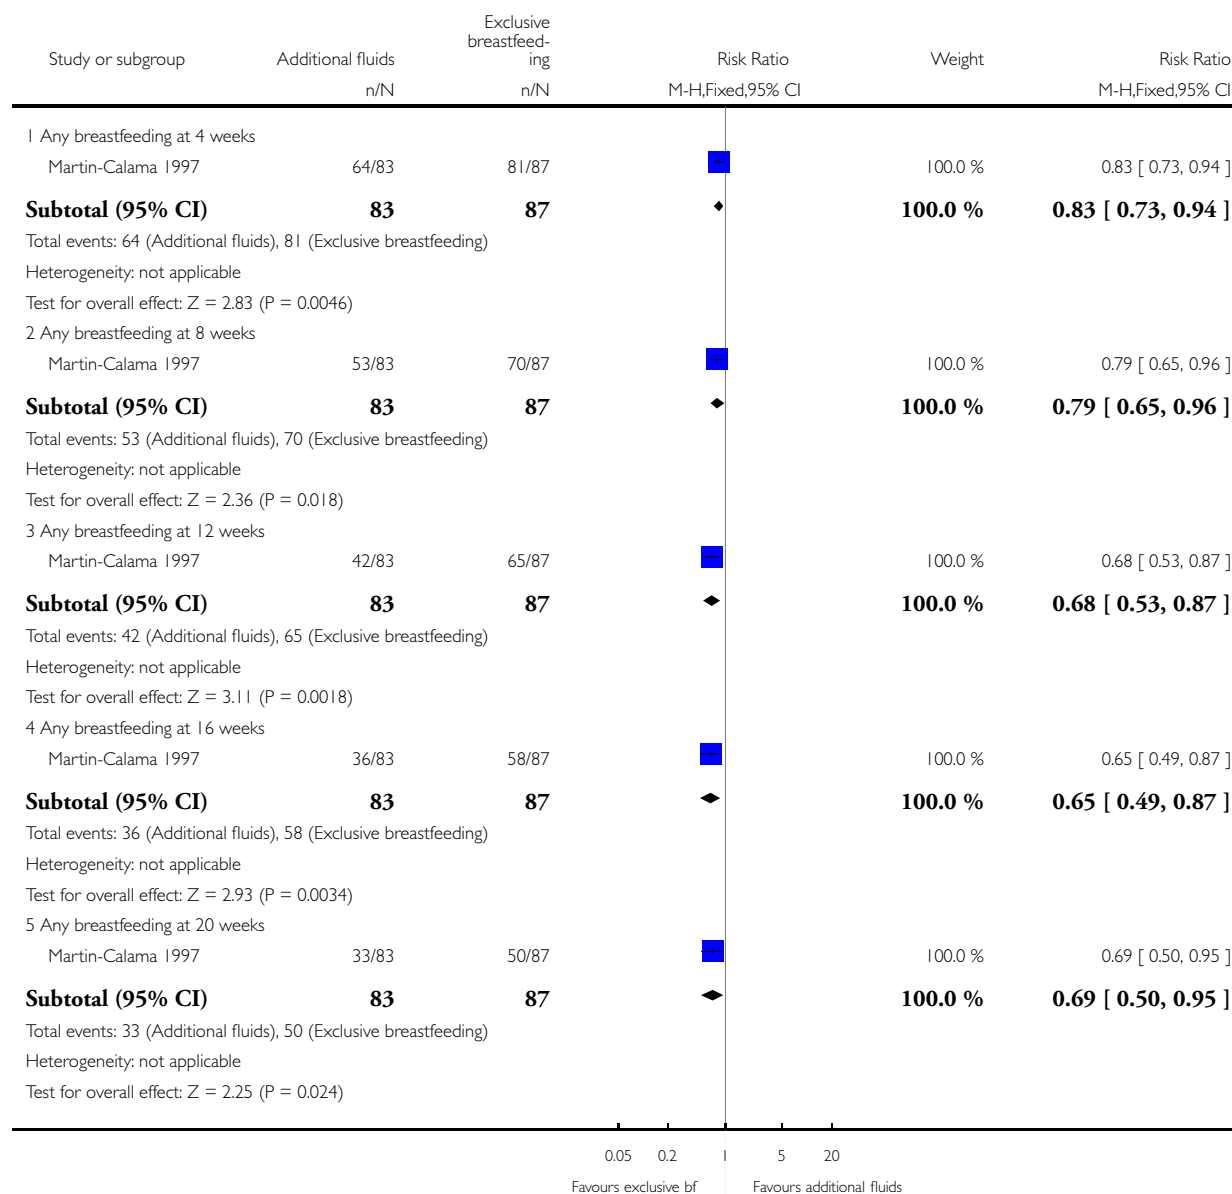 Study or subgroup Additional fluids Exclusive breastfeed- ing Risk Ratio Weight Risk Ratio
n/N n/N M-H,Fixed,95% CI M-H,Fixed,95% CI
1 Any breastfeeding at 4 weeks
Martin-Calama 1997 64/83 81/87 100.0 % 0.83 [ 0.73, 0.94 ]
Subtotal (95% CI) 83 87 100.0 % 0.83 [ 0.73, 0.94 ]
Total events: 64 (Additional fluids), 81 (Exclusive breastfeeding)
Heterogeneity: not applicable
Test for overall effect: Z = 2.83 (P = 0.0046)
2 Any breastfeeding at 8 weeks
Martin-Calama 1997 53/83 70/87 100.0 % 0.79 [ 0.65, 0.96 ]
Subtotal (95% CI) 83 87 100.0 % 0.79 [ 0.65, 0.96 ]
Total events: 53 (Additional fluids), 70 (Exclusive breastfeeding)
Heterogeneity: not applicable
Test for overall effect: Z = 2.36 (P = 0.018)
3 Any breastfeeding at 12 weeks
Martin-Calama 1997 42/83 65/87 100.0 % 0.68 [ 0.53, 0.87 ]
Subtotal (95% CI) 83 87 100.0 % 0.68 [ 0.53, 0.87 ]
Total events: 42 (Additional fluids), 65 (Exclusive breastfeeding)
Heterogeneity: not applicable
Test for overall effect: Z = 3.11 (P = 0.0018)
4 Any breastfeeding at 16 weeks
Martin-Calama 1997 36/83 58/87 100.0 % 0.65 [ 0.49, 0.87 ]
Subtotal (95% CI) 83 87 100.0 % 0.65 [ 0.49, 0.87 ]
Total events: 36 (Additional fluids), 58 (Exclusive breastfeeding)
Heterogeneity: not applicable
Test for overall effect: Z = 2.93 (P = 0.0034)
5 Any breastfeeding at 20 weeks
Martin-Calama 1997 33/83 50/87 100.0 % 0.69 [ 0.50, 0.95 ]
Subtotal (95% CI) 83 87 100.0 % 0.69 [ 0.50, 0.95 ]
Total events: 33 (Additional fluids), 50 (Exclusive breastfeeding)
Heterogeneity: not applicable
Test for overall effect: Z = 2.25 (P = 0.024)
0.05 0.2 1 5 20
Favours exclusive bf Favours additional fluids